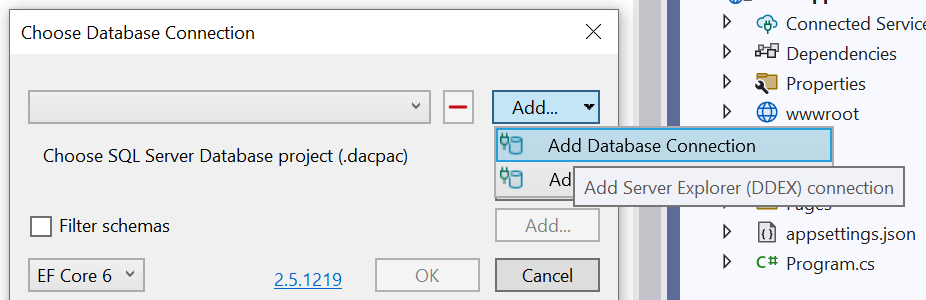 Choose Database Connection
Add...
Add Database Connection
Choose SQL Server Database project (.dacpac)
Ad
Add Server Explorer (DDEX) connection
Filter schemas
Add...
EF Core 6
2.5.1219
OK
Cancel
Connected Service
Dependencies
Properties
wwwroot
Pages
appsettings.json
Program.cs